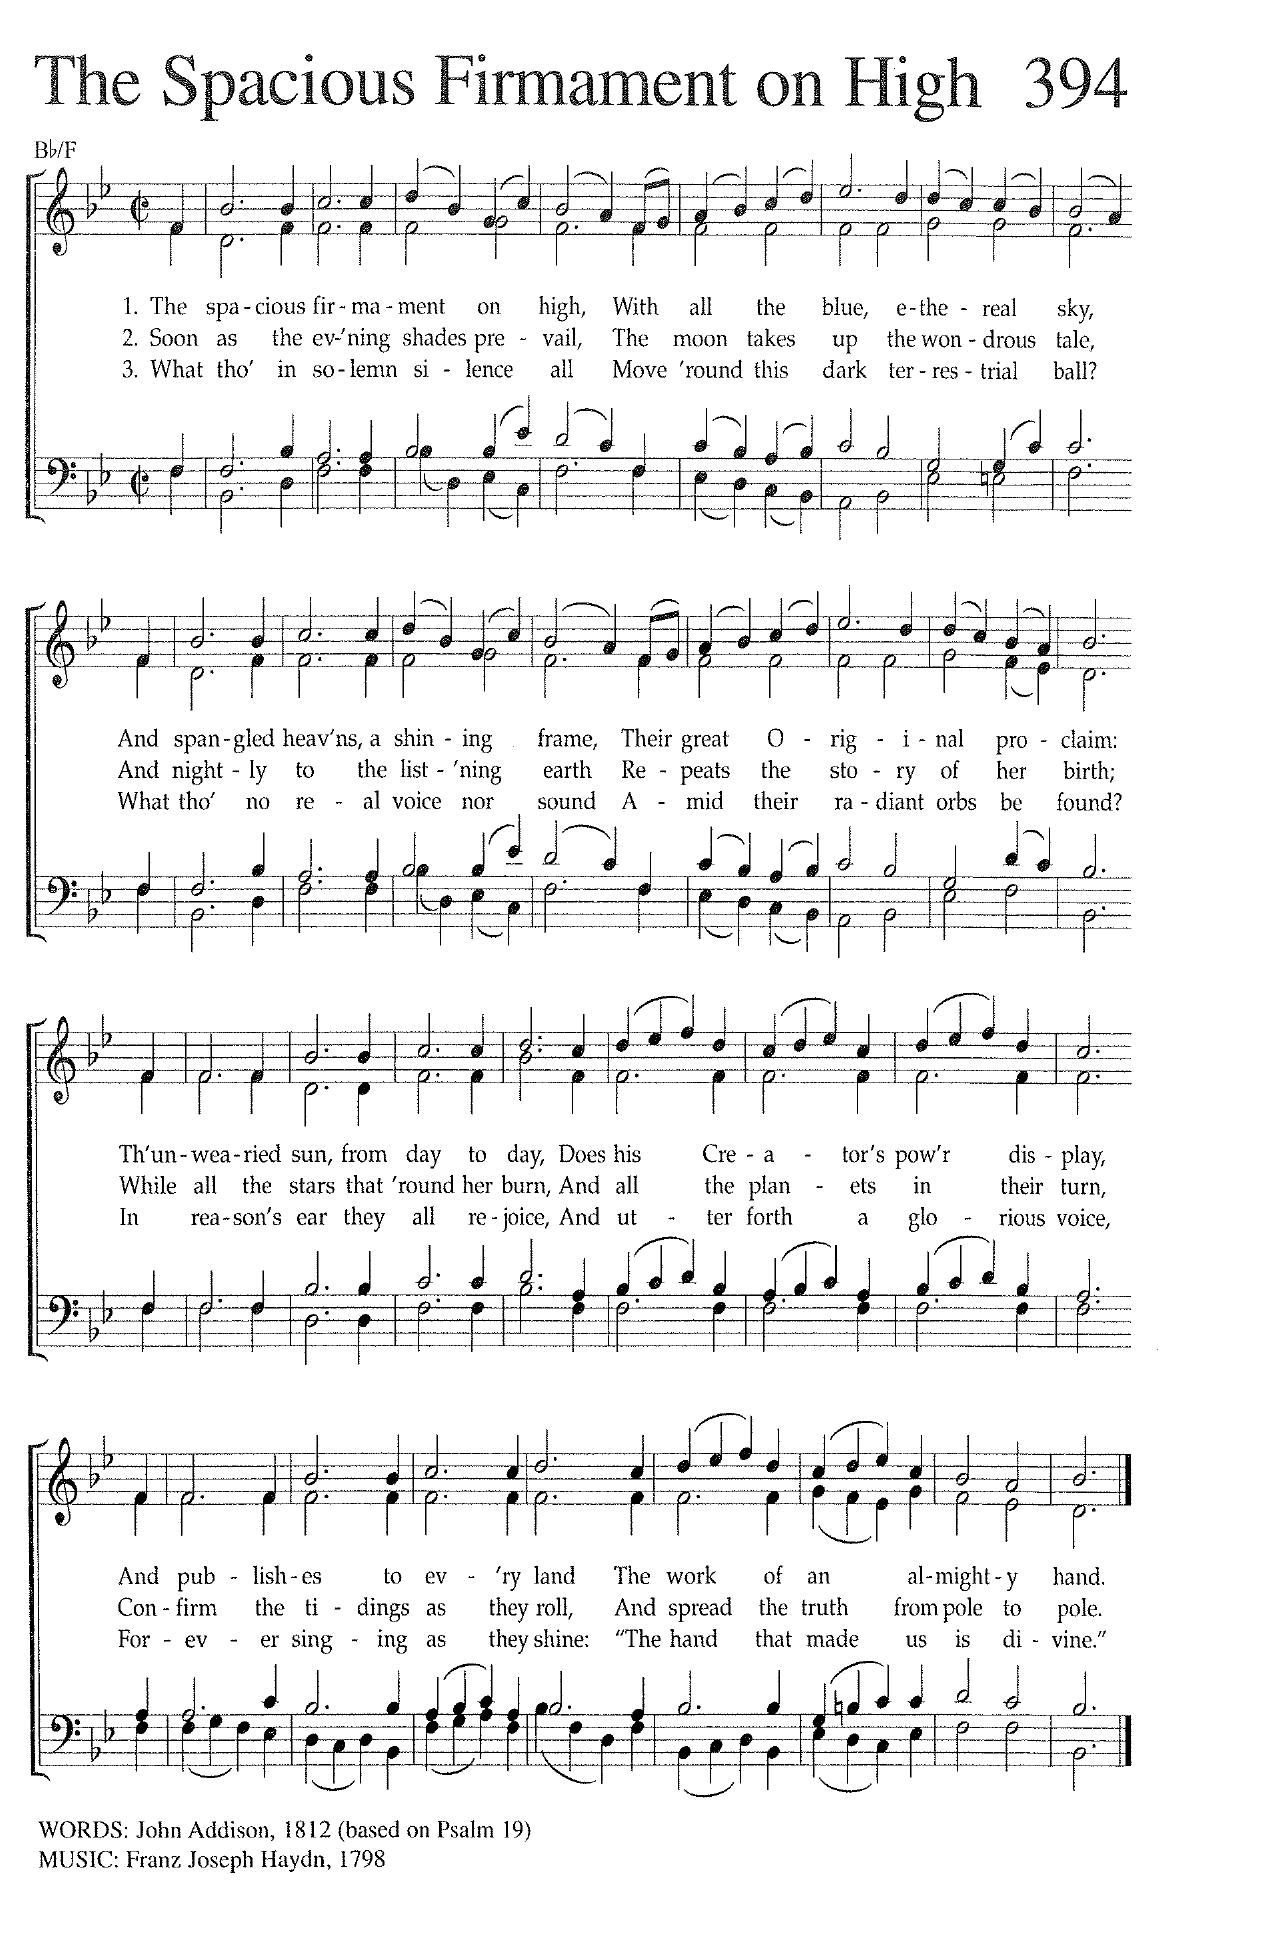 The Spacious Firmament on High 394
B♭/F
1. The spa-cious fir-ma-ment on high, With all the blue, e-the-real sky,
2. Soon as the ev-'ning shades pre-vail, The moon takes up the won-drous tale,
3. What tho' in so-lemn si-lence all Move 'round this dark ter-res-trial ball?
And span-gled heav'ns, a shin-ing frame, Their great O-rig-i-nal pro-claim:
And night-ly to the list-'ning earth Re-peats the sto-ry of her birth;
What tho' no re-al voice nor sound A-mid their ra-diant orbs be found?
Th'un-wea-ried sun, from day to day, Does his Cre-a-tor's pow'r dis-play,
While all the stars that 'round her burn, And all the plan-ets in their turn,
In rea-son's ear they all re-joice, And ut-ter forth a glo-rious voice,
And pub-lish-es to ev-'ry land The work of an al-might-y hand.
Con-firm the ti-dings as they roll, And spread the truth from pole to pole.
For-ev-er sing-ing as they shine: "The hand that made us is di-vine."
WORDS: John Addison, 1812 (based on Psalm 19)
MUSIC: Franz Joseph Haydn, 1798